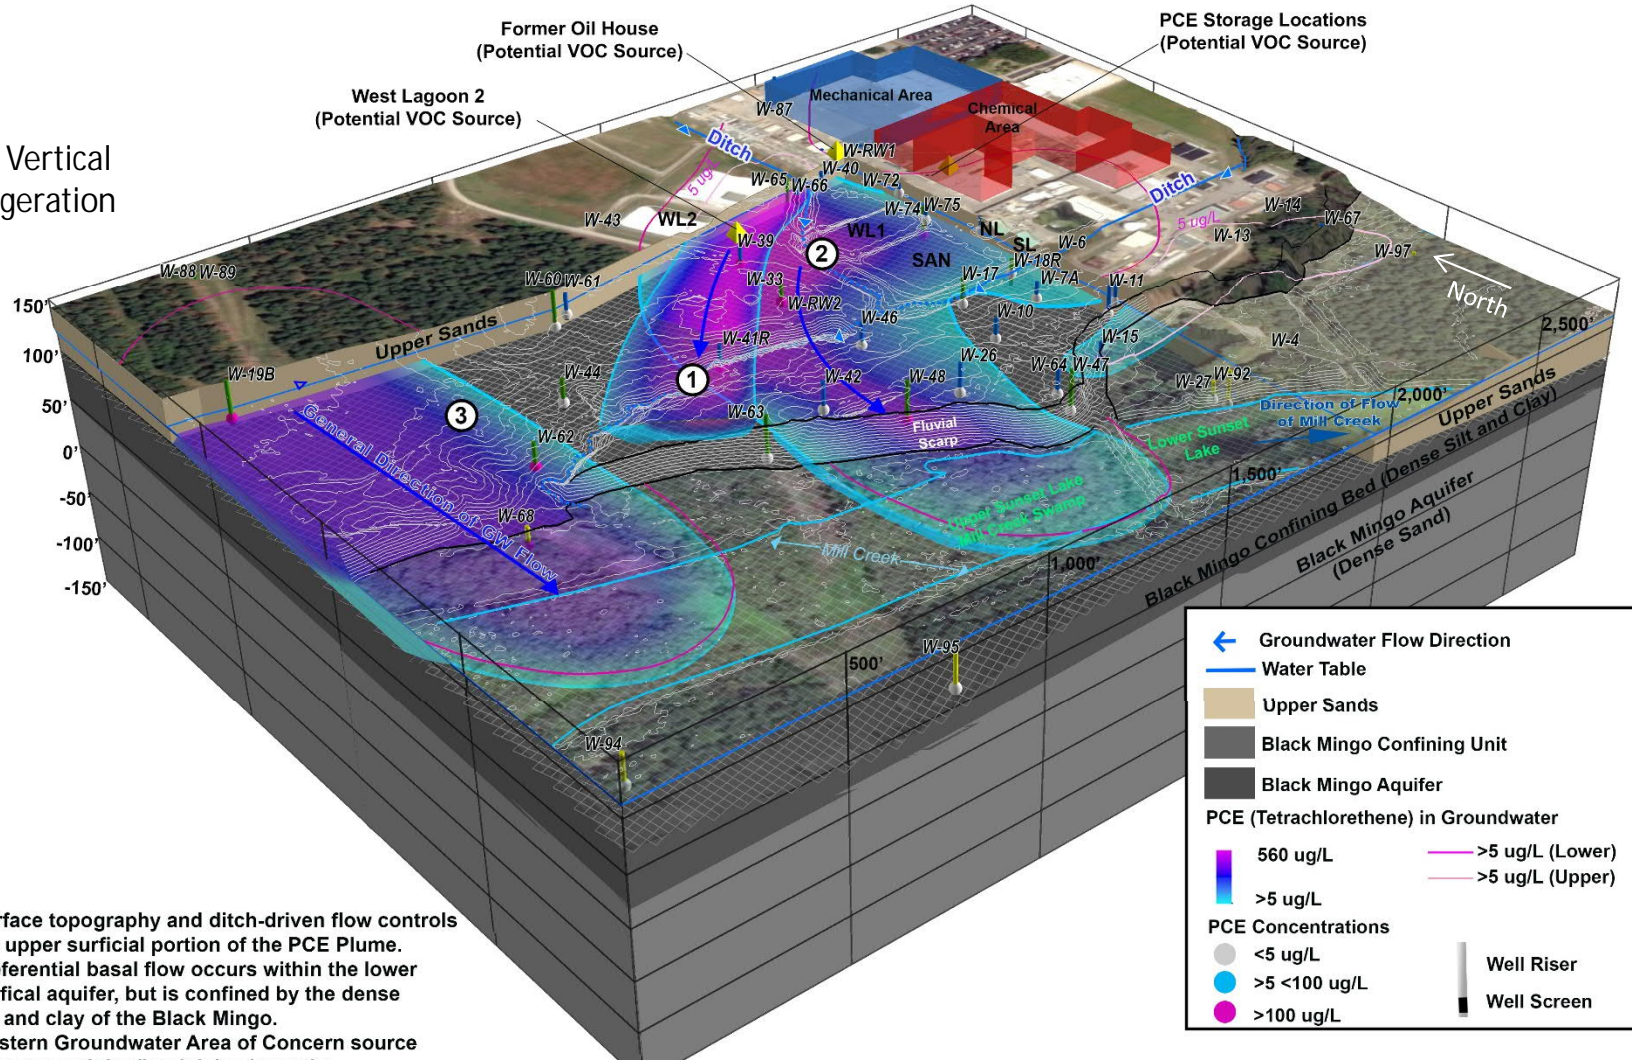 Former Oil House
(Potential VOC Source)
PCE Storage Locations
(Potential VOC Source)
West Lagoon 2
(Potential VOC Source)
Vertical
geration
Mechanical Area
Chemical
Area
W-87
Ditch
W-RW1
W-40
W-65
W-66
W-72
5 ug/L
W-74
W-75
Ditch
W-43
WL2
W-39
2
WL1
NL
SL
W-6
5 ug/L
W-14
W-67
W-13
W-97
SAN
W-18R
W-17
W-7A
W-11
North
W-88
W-89
W-60
W-61
W-33
W-RW2
W-46
W-10
W-15
W-4
2,500'
150'
100'
50'
0'
-50'
-100'
-150'
Upper Sands
W-41R
W-19B
W-44
1
W-42
W-26
W-48
W-64
W-47
W-27
W-92
2,000'
3
W-63
W-62
Fluvial
Scarp
Direction of Flow
of Mill Creek
Upper Sands
Lower Sunset
Lake
1,500'
General Direction of GW Flow
W-68
Upper Sunset Lake
Mill Creek Swamp
Mill Creek
1,000'
Black Mingo Confining Bed (Dense Silt and Clay)
Black Mingo Aquifer
(Dense Sand)
W-95
500'
W-94
Groundwater Flow Direction
Water Table
Upper Sands
Black Mingo Confining Unit
Black Mingo Aquifer
PCE (Tetrachlorethene) in Groundwater
560 ug/L
>5 ug/L
>5 ug/L (Lower)
>5 ug/L (Upper)
PCE Concentrations
<5 ug/L
>5 <100 ug/L
>100 ug/L
Well Riser
Well Screen
rface topography and ditch-driven flow controls
upper surficial portion of the PCE Plume.
ferential basal flow occurs within the lower
fical aquifer, but is confined by the dense
and clay of the Black Mingo.
stern Groundwater Area of Concern source